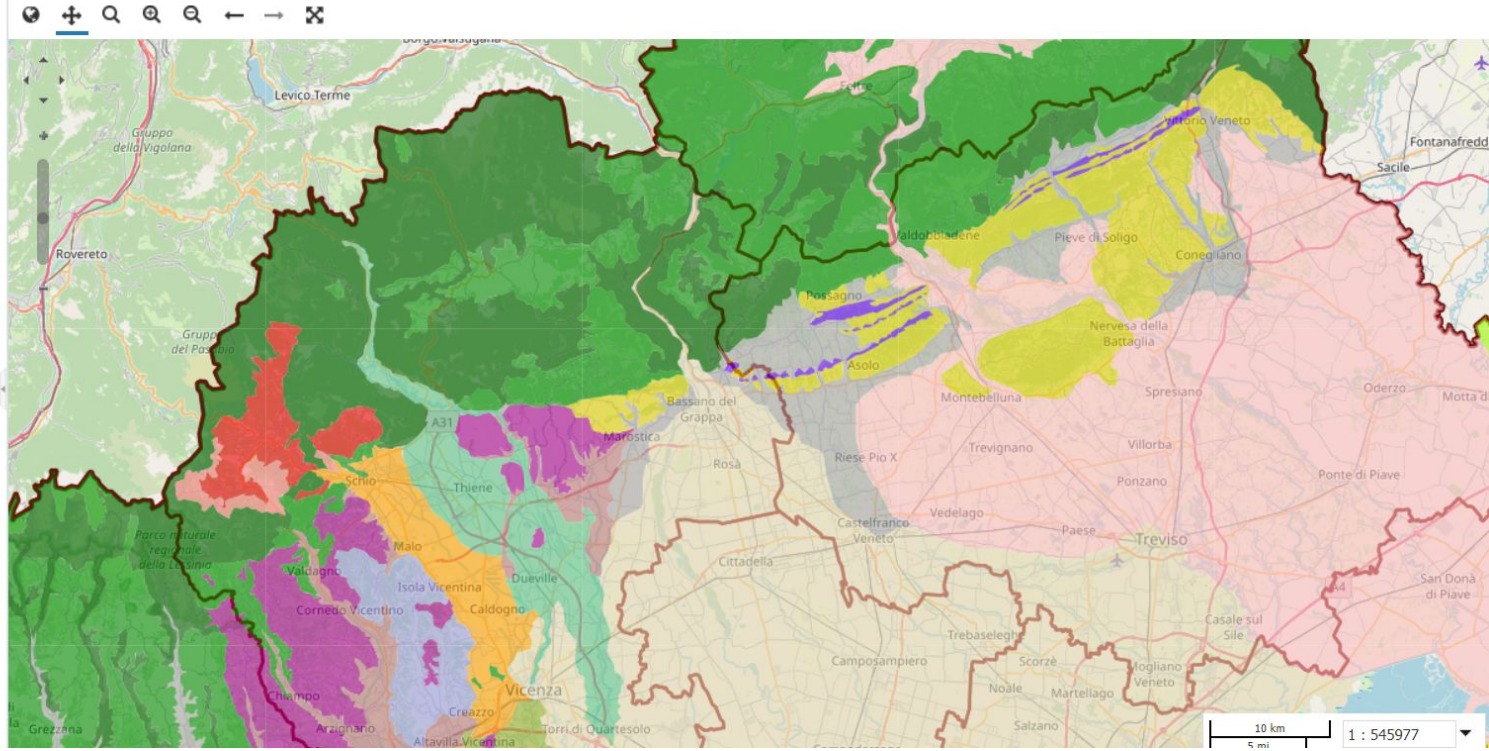 Borgo Valsugana
Levico Terme
Feltre
Gruppo
della Vigolana
Vittorio Veneto
Fontanafredd
Sacile
Rovereto
Valdobbiadene
Pieve di Soligo
Conegliano
Possagno
Gruppo
del Pasubio
Nervesa della
Battaglia
Asolo
Spresiano
Oderzo
Montebelluna
Motta d
Bassano del
Grappa
A31
Marostica
Trevignano
Villorba
Rosà
Riese Pio X
Ponte di Piave
Schio
Thiene
Ponzano
Vedelago
Castelfranco
Veneto
Paese
Treviso
Parco naturale
regionale
della Lessinia
Malo
Cittadella
Valdagno
Isola Vicentina
Dueville
San Donà
di Piave
A4
Cornedo Vicentino
Caldogno
Casale sul
Sile
Trebaselegh
Camposampiero
Scorzè
Mogliano
Veneto
Noale
Martellago
Vicenza
Chiampo
Creazzo
Grezzana
Arzignano
Altavilla Vicentina
Torri di Quartesolo
Salzano
10 km
5 mi
1 : 545977